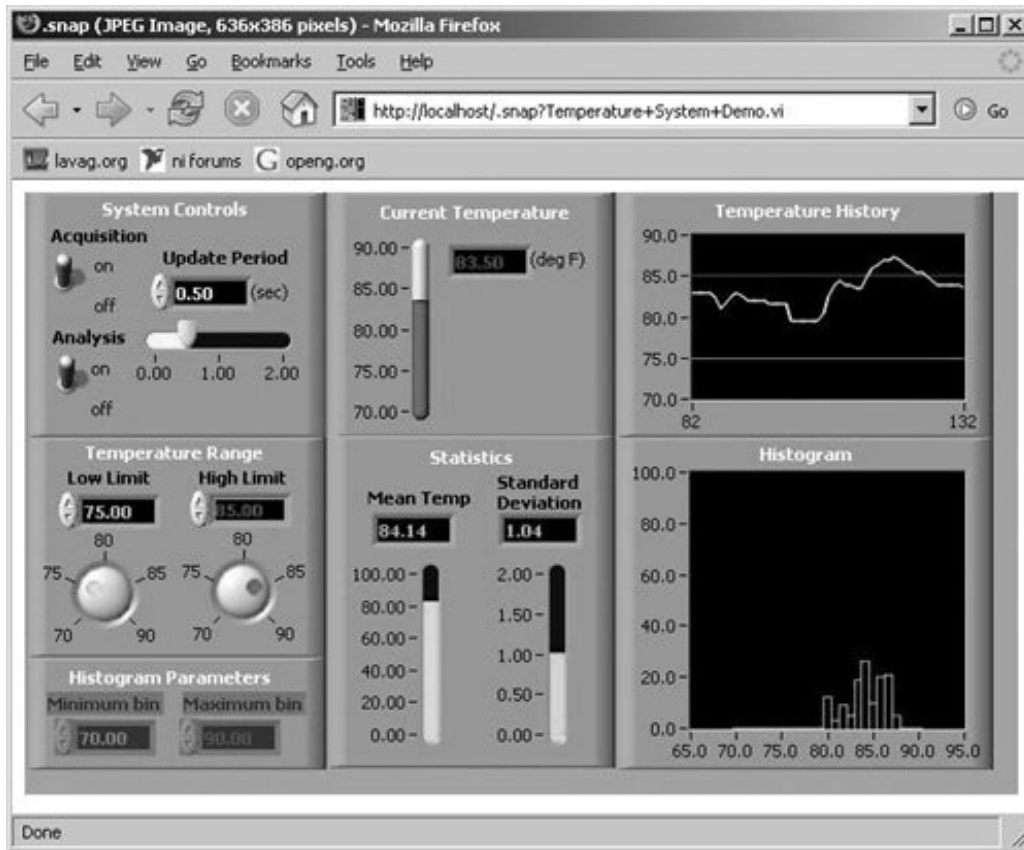 .snap (JPEG Image, 636x386 pixels) - Mozilla Firefox
File Edit View Go Bookmarks Tools Help
http://localhost/.snap?Temperature+System+Demo.vi
Go
lavag.org ni forums openg.org
System Controls
Acquisition
on
off
Update Period
0.50 (sec)
0.00 1.00 2.00
Analysis
on
off
Current Temperature
90.00
85.00
80.00
75.00
70.00
83.50 (deg F)
Temperature History
90.0
85.0
80.0
75.0
70.0
82 132
Temperature Range
Low Limit
75.00
70 75 80 85 90
High Limit
85.00
70 75 80 85 90
Statistics
Mean Temp
84.14
100.00
80.00
60.00
40.00
20.00
0.00
Standard
Deviation
1.04
2.00
1.50
1.00
0.50
0.00
Histogram
100.0
80.0
60.0
40.0
20.0
0.0
65.0 70.0 75.0 80.0 85.0 90.0 95.0
Histogram Parameters
Minimum bin
70.00
Maximum bin
90.00
Done